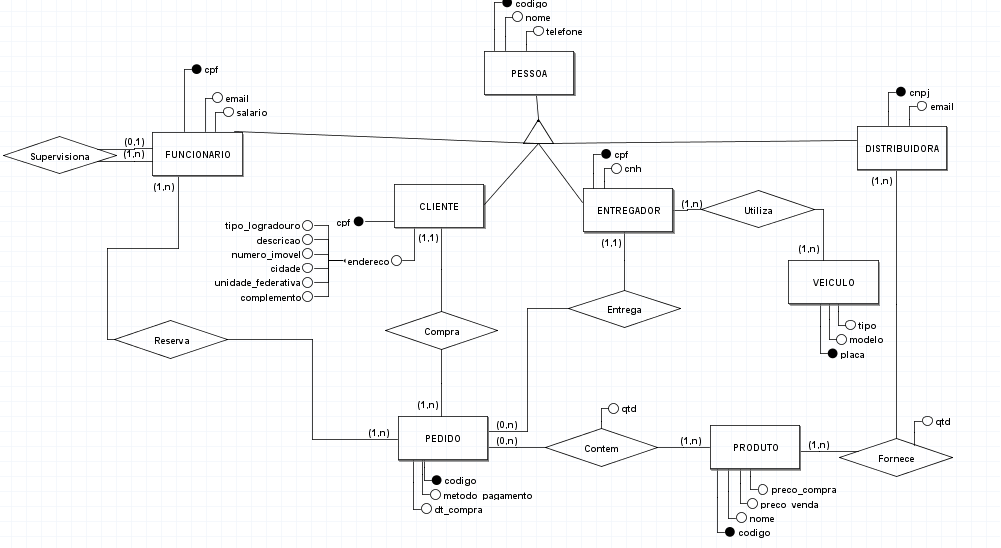 codigo
nome
telefone
PESSOA
cpf
email
salario
FUNCIONARIO
Supervisiona
(0,1)
(1,n)
(1,n)
cnpj
email
DISTRIBUIDORA
(1,n)
cpf
cnh
ENTREGADOR
(1,n)
(1,1)
Utiliza
(1,n)
VEICULO
tipo
modelo
placa
CLIENTE
cpf
(1,1)
endereco
tipo_logradouro
descricao
numero_imovel
cidade
unidade_federativa
complemento
Compra
Entrega
Reserva
(1,n)
(1,n)
PEDIDO
(0,n)
(0,n)
codigo
metodo_pagamento
dt_compra
qtd
Contem
(1,n)
PRODUTO
(1,n)
preco_compra
preco_venda
nome
codigo
qtd
Fornece